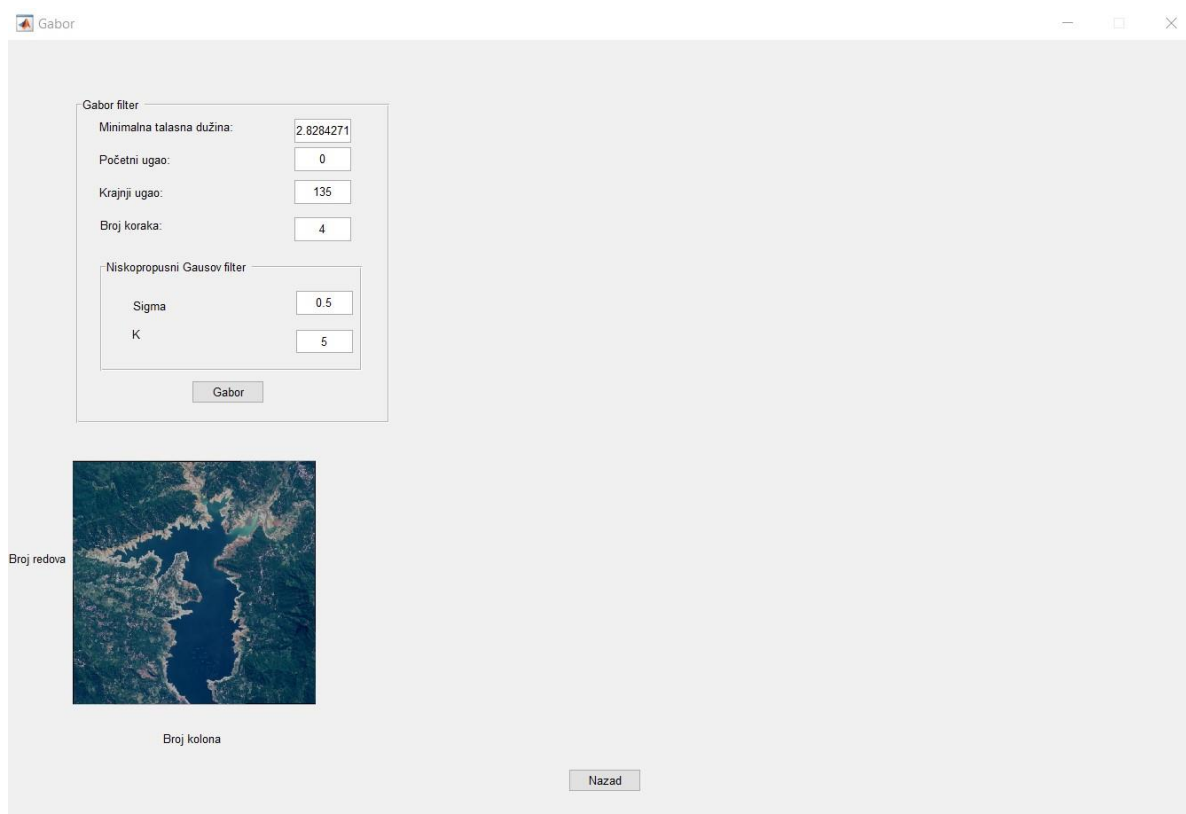 Gabor
Gabor filter
Minimalna talasna dužina: 2.8284271
Početni ugao: 0
Krajnji ugao: 135
Broj koraka: 4
Niskopropusni Gausov filter
Sigma 0.5
K 5
Gabor
Broj redova
Broj kolona
Nazad